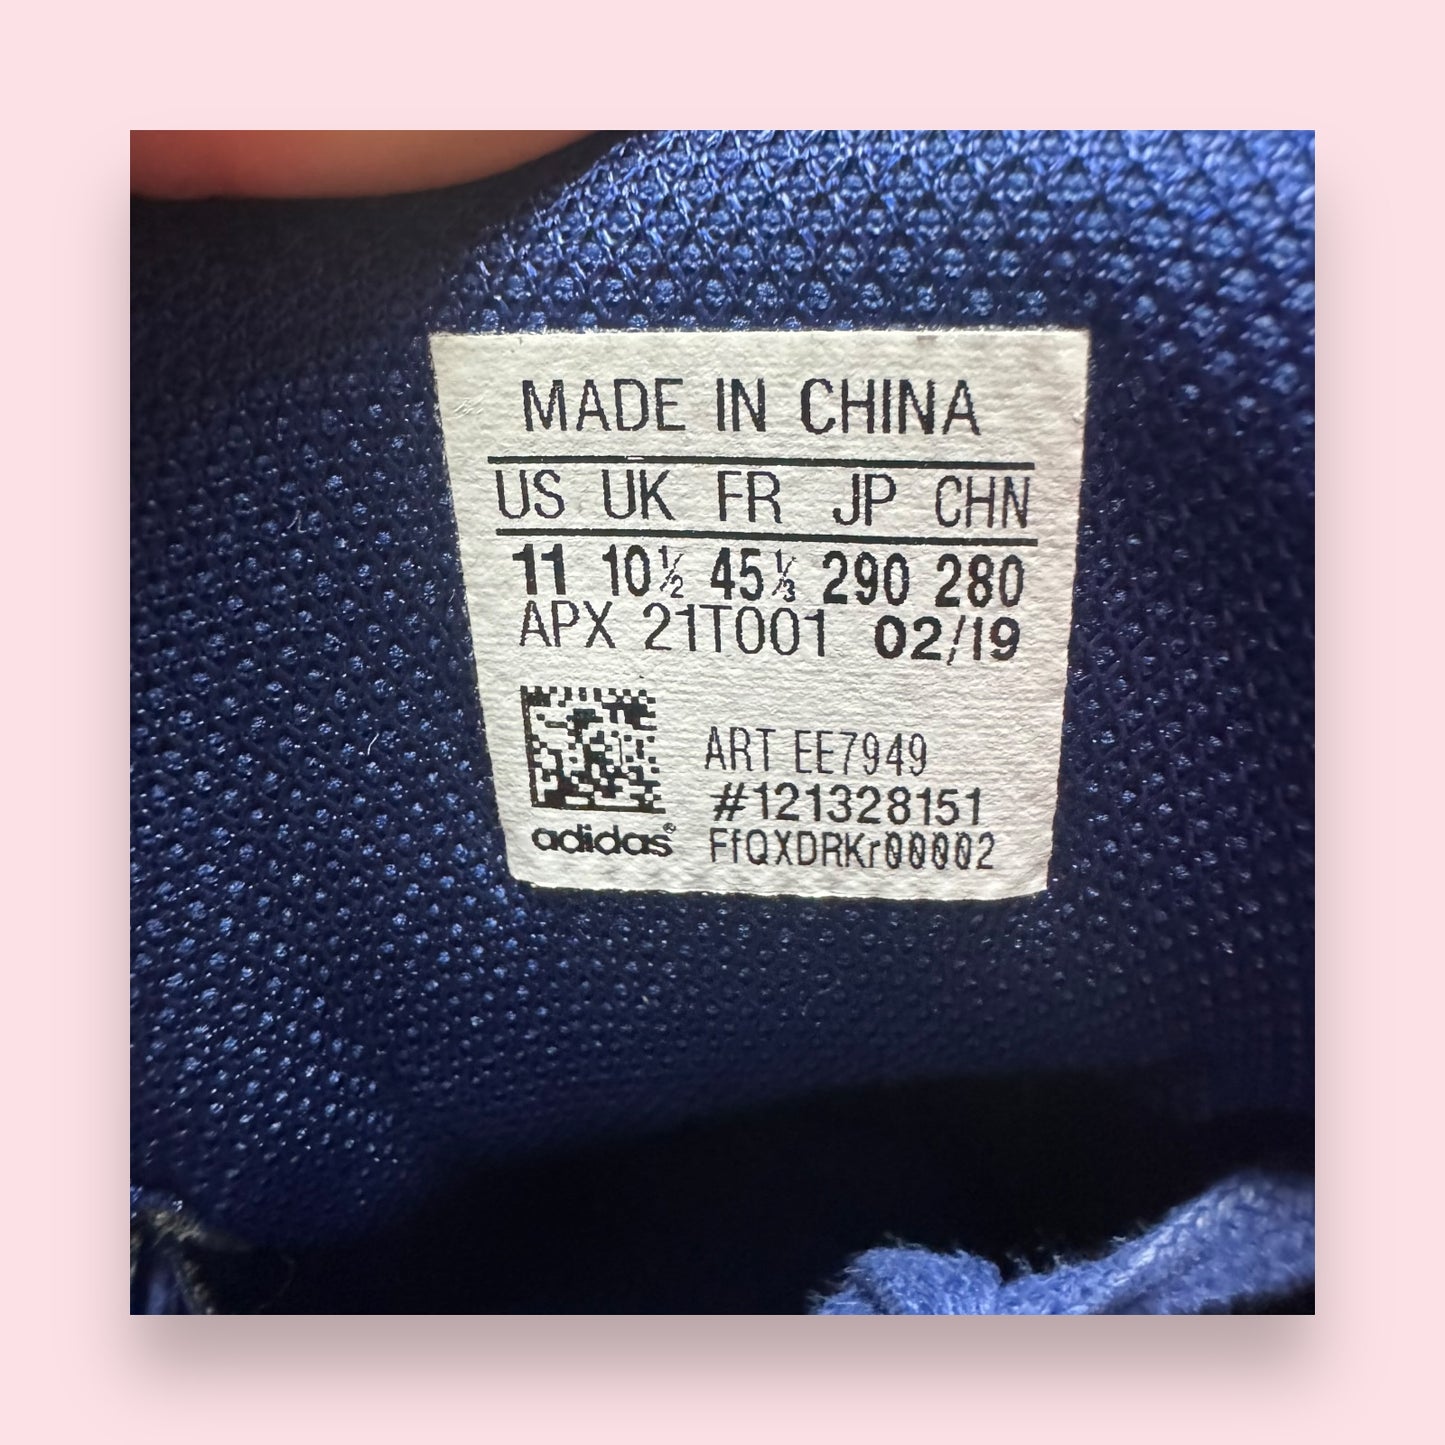 MADE IN CHINA
US UK FR JP CHN
11 10½ 45⅓ 290 280
APX 21T001 02/19
ART EE7949
#121328151
adidas® FfQXDRKr00002